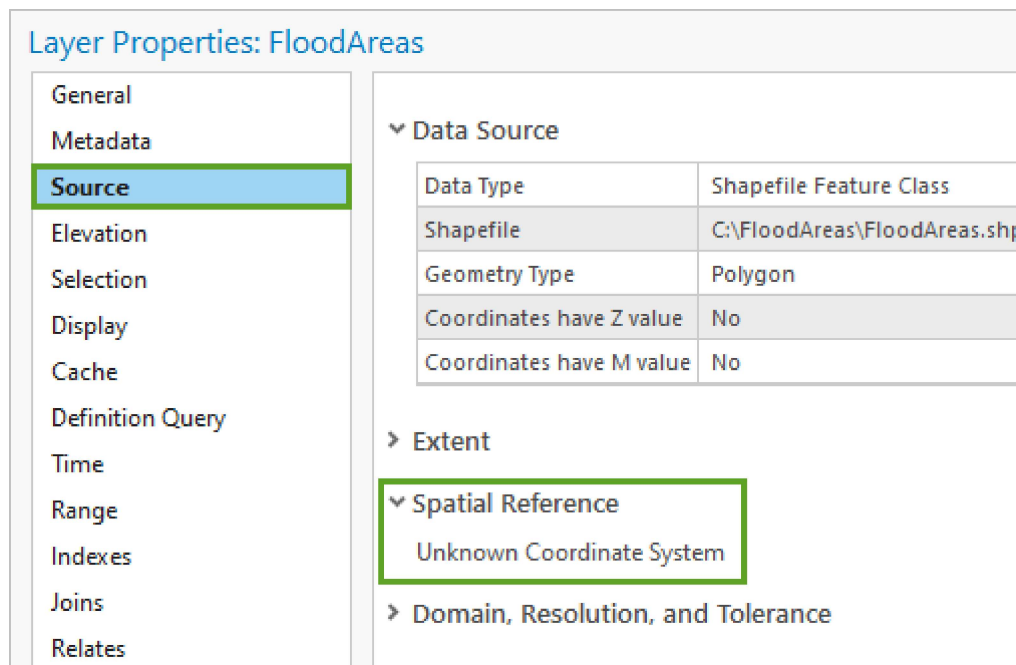 Layer Properties: FloodAreas
General
Metadata
Source
Elevation
Selection
Display
Cache
Definition Query
Time
Range
Indexes
Joins
Relates
Data Source
Data Type Shapefile Feature Class
Shapefile C:\FloodAreas\FloodAreas.shp
Geometry Type Polygon
Coordinates have Z value No
Coordinates have M value No
Extent
Spatial Reference
Unknown Coordinate System
Domain, Resolution, and Tolerance